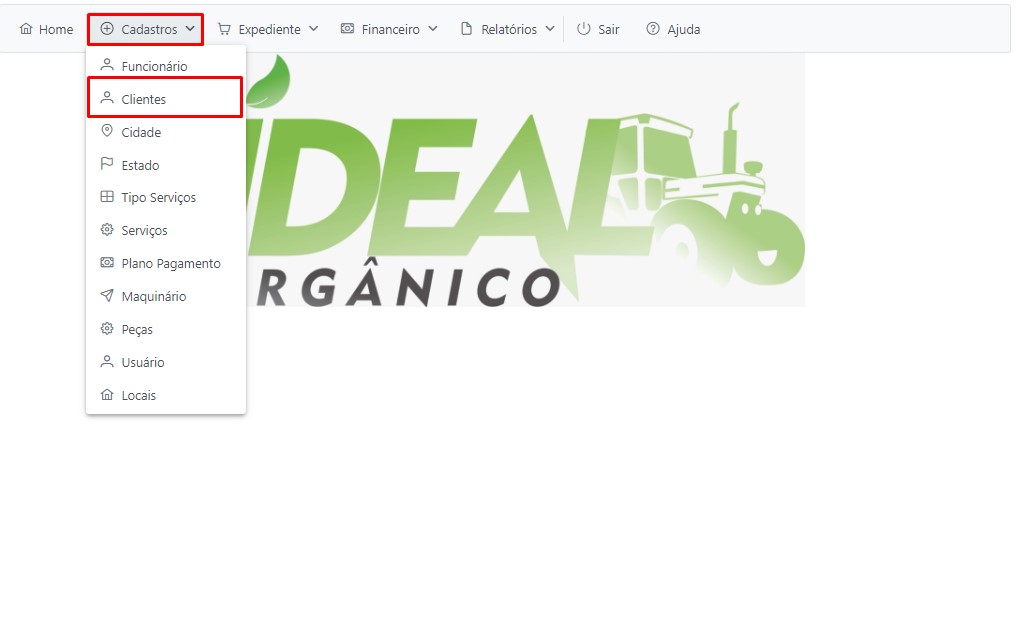 Home Cadastros Expediente Financeiro Relatórios Sair Ajuda
Funcionário
Clientes
Cidade
Estado
Tipo Serviços
Serviços
Plano Pagamento
Maquinário
Peças
Usuário
Locais
IDEAL
RGÂNICO